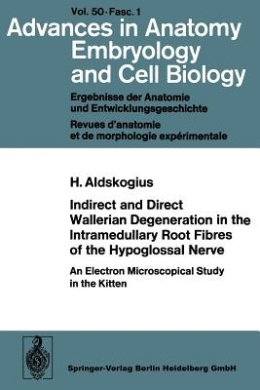 Vol. 50 · Fasc. 1
Advances in Anatomy
Embryology
and Cell Biology
Ergebnisse der Anatomie
und Entwicklungsgeschichte
Revues d'anatomie
et de morphologie expérimentale
H. Aldskogius
Indirect and Direct
Wallerian Degeneration in the
Intramedullary Root Fibres
of the Hypoglossal Nerve
An Electron Microscopical Study
in the Kitten
Springer-Verlag Berlin Heidelberg GmbH